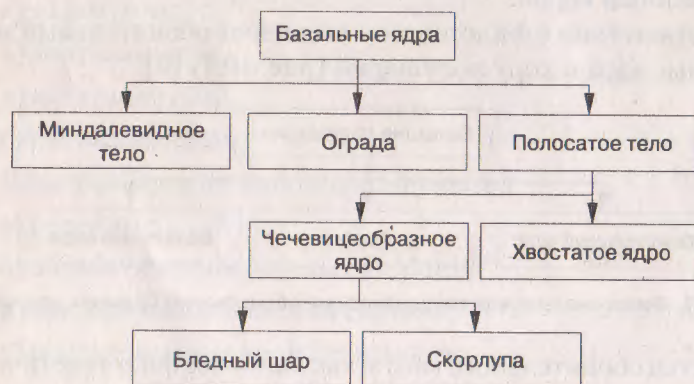 Базальные ядра
Миндалевидное
тело
Ограда
Полосатое тело
Чечевицеобразное
ядро
Хвостатое ядро
Бледный шар
Скорлупа